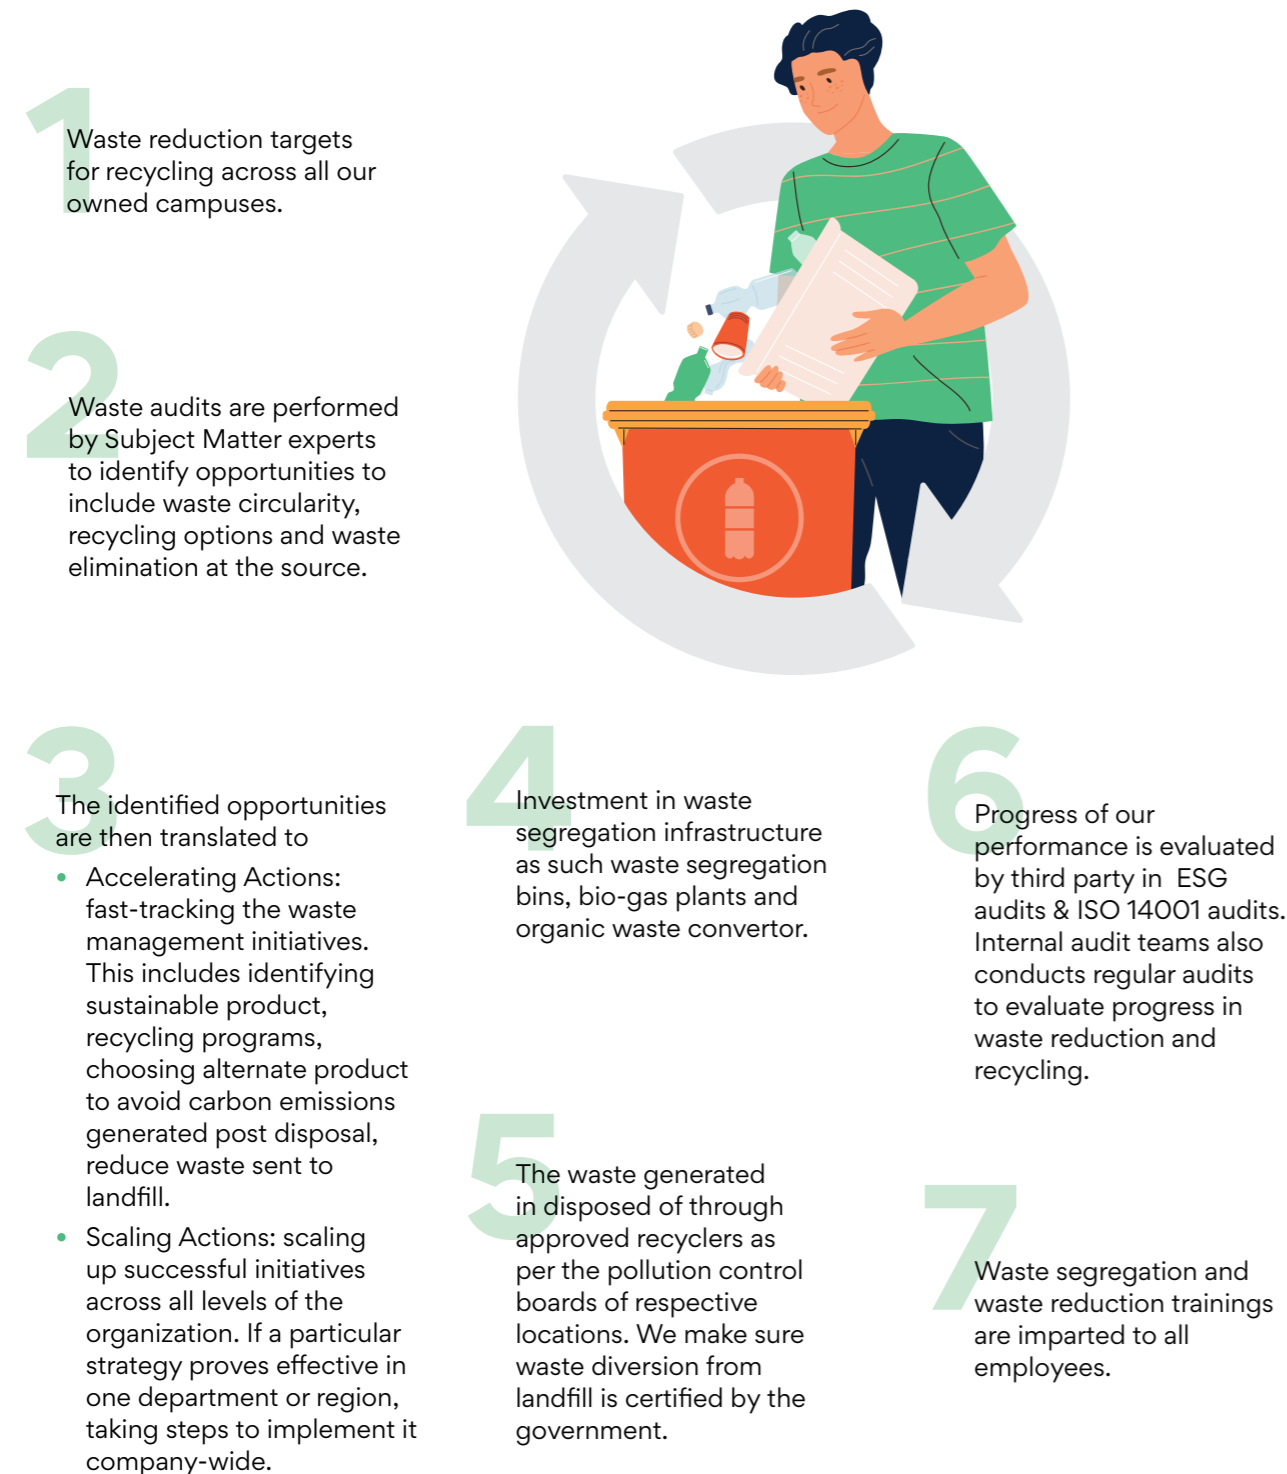 1
Waste reduction targets
for recycling across all our
owned campuses.
2
Waste audits are performed
by Subject Matter experts
to identify opportunities to
include waste circularity,
recycling options and waste
elimination at the source.
3
The identified opportunities
are then translated to
• Accelerating Actions:
fast-tracking the waste
management initiatives.
This includes identifying
sustainable product,
recycling programs,
choosing alternate product
to avoid carbon emissions
generated post disposal,
reduce waste sent to
landfill.
• Scaling Actions: scaling
up successful initiatives
across all levels of the
organization. If a particular
strategy proves effective in
one department or region,
taking steps to implement it
company-wide.
4
Investment in waste
segregation infrastructure
as such waste segregation
bins, bio-gas plants and
organic waste convertor.
5
The waste generated
in disposed of through
approved recyclers as
per the pollution control
boards of respective
locations. We make sure
waste diversion from
landfill is certified by the
government.
6
Progress of our
performance is evaluated
by third party in ESG
audits & ISO 14001 audits.
Internal audit teams also
conducts regular audits
to evaluate progress in
waste reduction and
recycling.
7
Waste segregation and
waste reduction trainings
are imparted to all
employees.